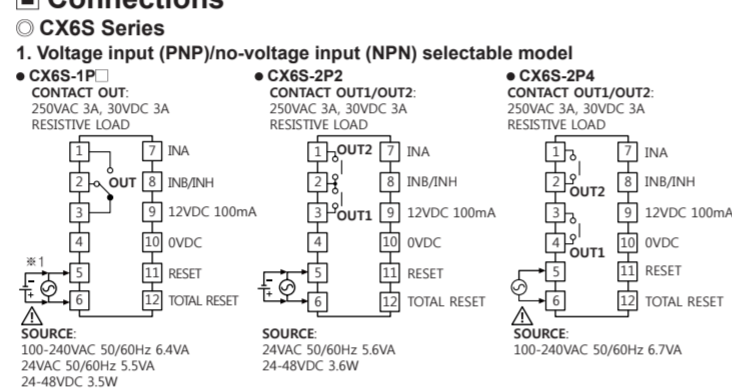 Connections
◎ CX6S Series
1. Voltage input (PNP)/no-voltage input (NPN) selectable model
● CX6S-1P□
CONTACT OUT:
250VAC 3A, 30VDC 3A
RESISTIVE LOAD
1
7 INA
2 OUT 8 INB/INH
3
9 12VDC 100mA
4
10 0VDC
※1
5
11 RESET
6
12 TOTAL RESET
SOURCE:
100-240VAC 50/60Hz 6.4VA
24VAC 50/60Hz 5.5VA
24-48VDC 3.5W
● CX6S-2P2
CONTACT OUT1/OUT2:
250VAC 3A, 30VDC 3A
RESISTIVE LOAD
1 OUT2 7 INA
2
8 INB/INH
3 OUT1 9 12VDC 100mA
4
10 0VDC
5
11 RESET
6
12 TOTAL RESET
SOURCE:
24VAC 50/60Hz 5.6VA
24-48VDC 3.6W
● CX6S-2P4
CONTACT OUT1/OUT2:
250VAC 3A, 30VDC 3A
RESISTIVE LOAD
1
7 INA
2 OUT2 8 INB/INH
3
9 12VDC 100mA
4 OUT1 10 0VDC
5
11 RESET
6
12 TOTAL RESET
SOURCE:
100-240VAC 50/60Hz 6.7VA